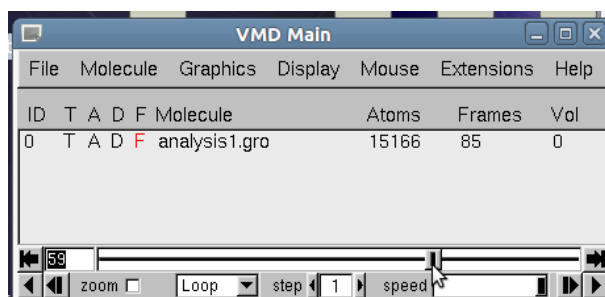 VMD Main
File Molecule Graphics Display Mouse Extensions Help
ID T A D F Molecule Atoms Frames Vol
0 T A D F analysis1.gro 15166 85 0
59
zoom Loop step 1 speed